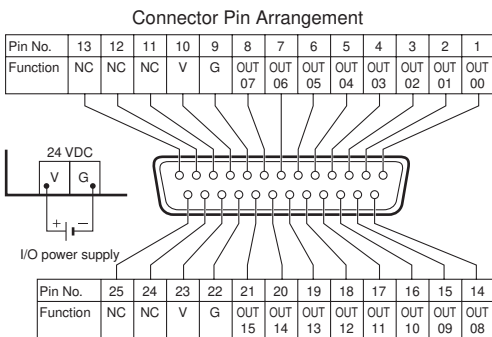 Connector Pin Arrangement
Pin No. 13 12 11 10 9 8 7 6 5 4 3 2 1
Function NC NC NC V G OUT OUT OUT OUT OUT OUT OUT OUT
07 06 05 04 03 02 01 00
24 VDC
V G
+ −
I/O power supply
Pin No. 25 24 23 22 21 20 19 18 17 16 15 14
Function NC NC V G OUT OUT OUT OUT OUT OUT OUT OUT
15 14 13 12 11 10 09 08